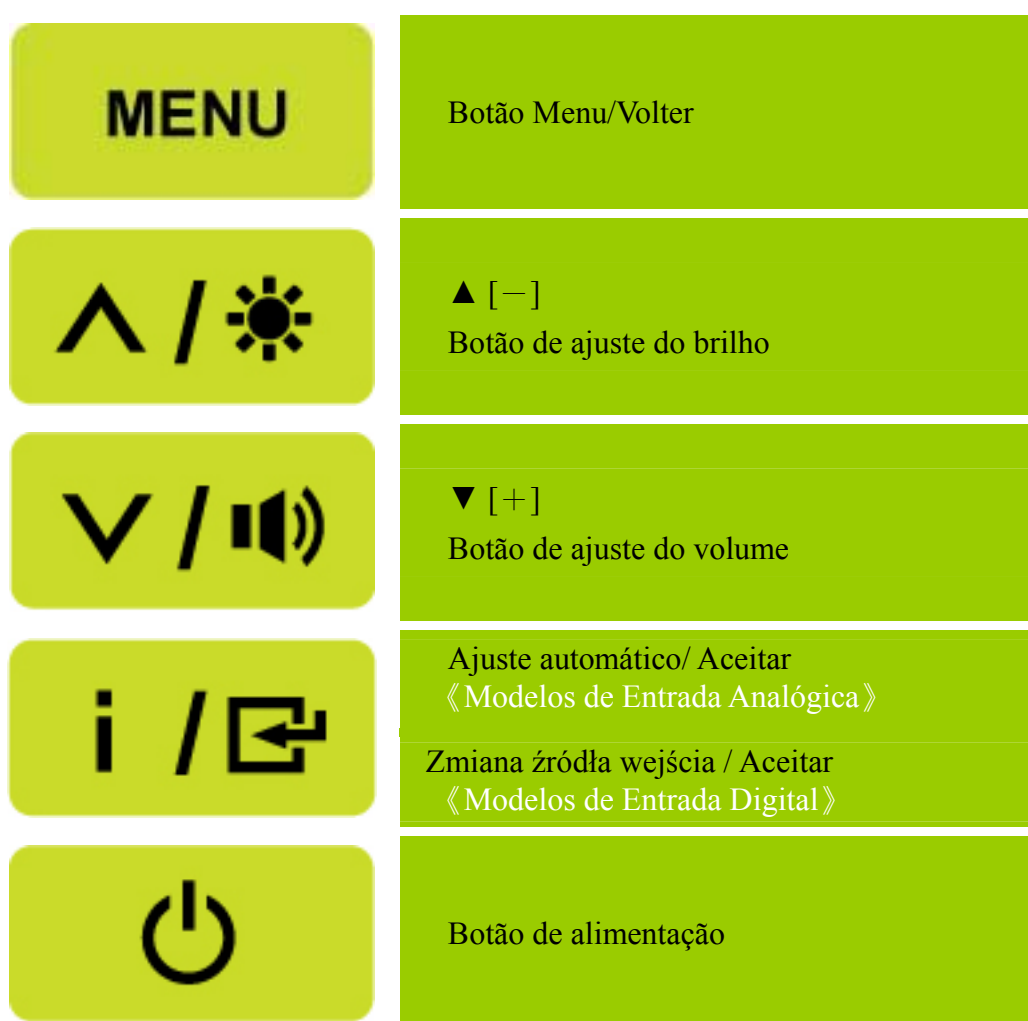 MENU
Botão Menu/Volter
/
▲ [－]
Botão de ajuste do brilho
/
▼ [＋]
Botão de ajuste do volume
i /
Ajuste automático/ Aceitar
《Modelos de Entrada Analógica》
Zmiana źródła wejścia / Aceitar
《Modelos de Entrada Digital》
Botão de alimentação